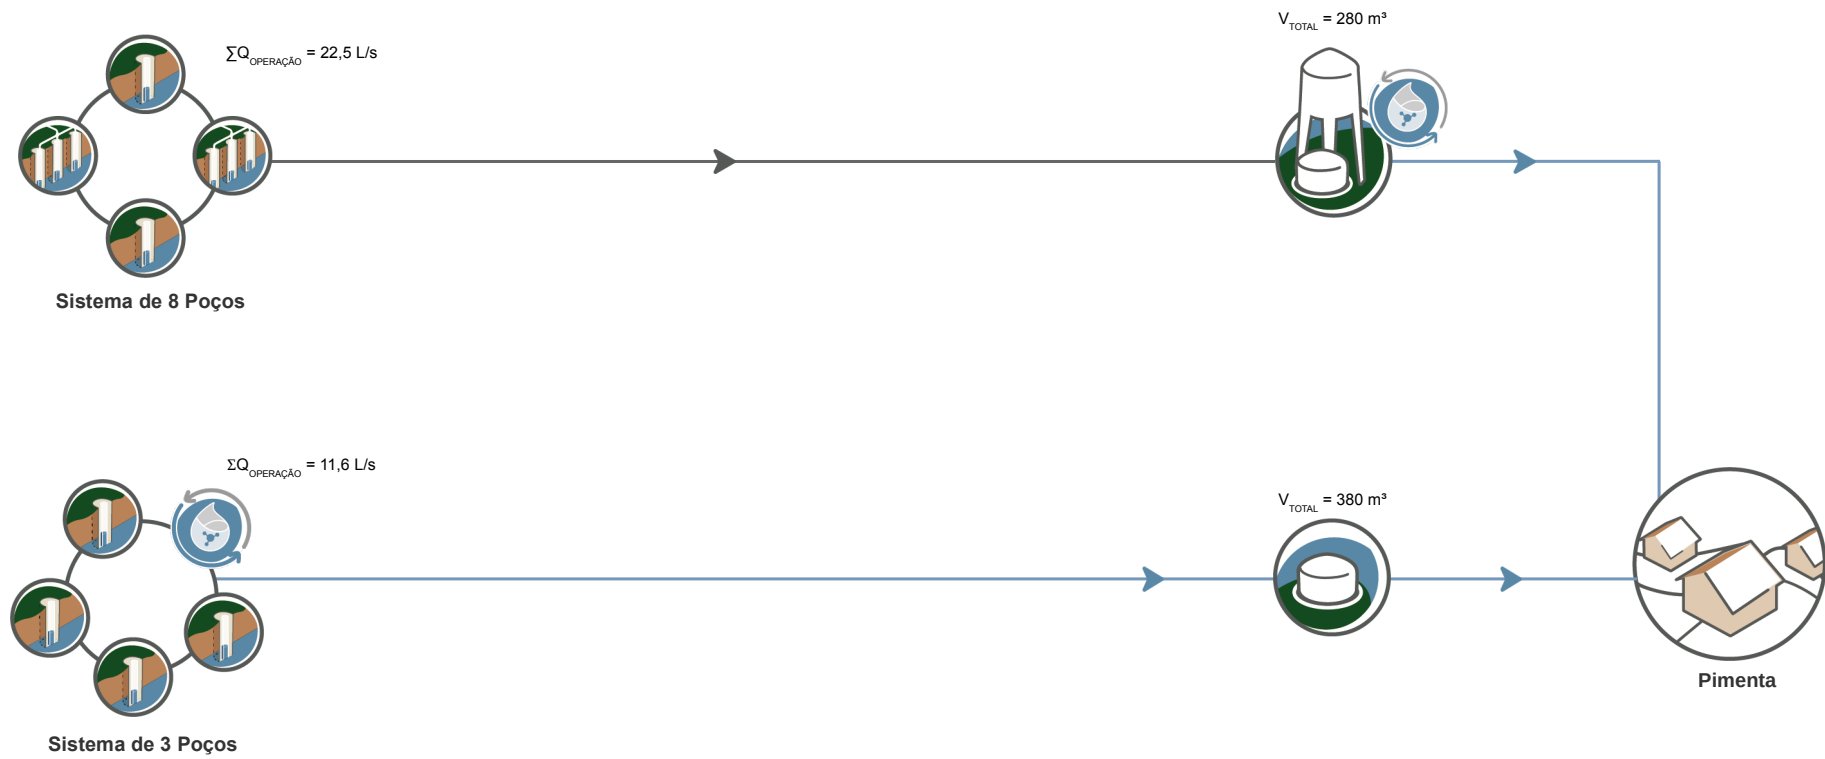 V_TOTAL = 280 m³
∑Q_OPERAÇÃO = 22,5 L/s
Sistema de 8 Poços
ΣQ_OPERAÇÃO = 11,6 L/s
V_TOTAL = 380 m³
Pimenta
Sistema de 3 Poços